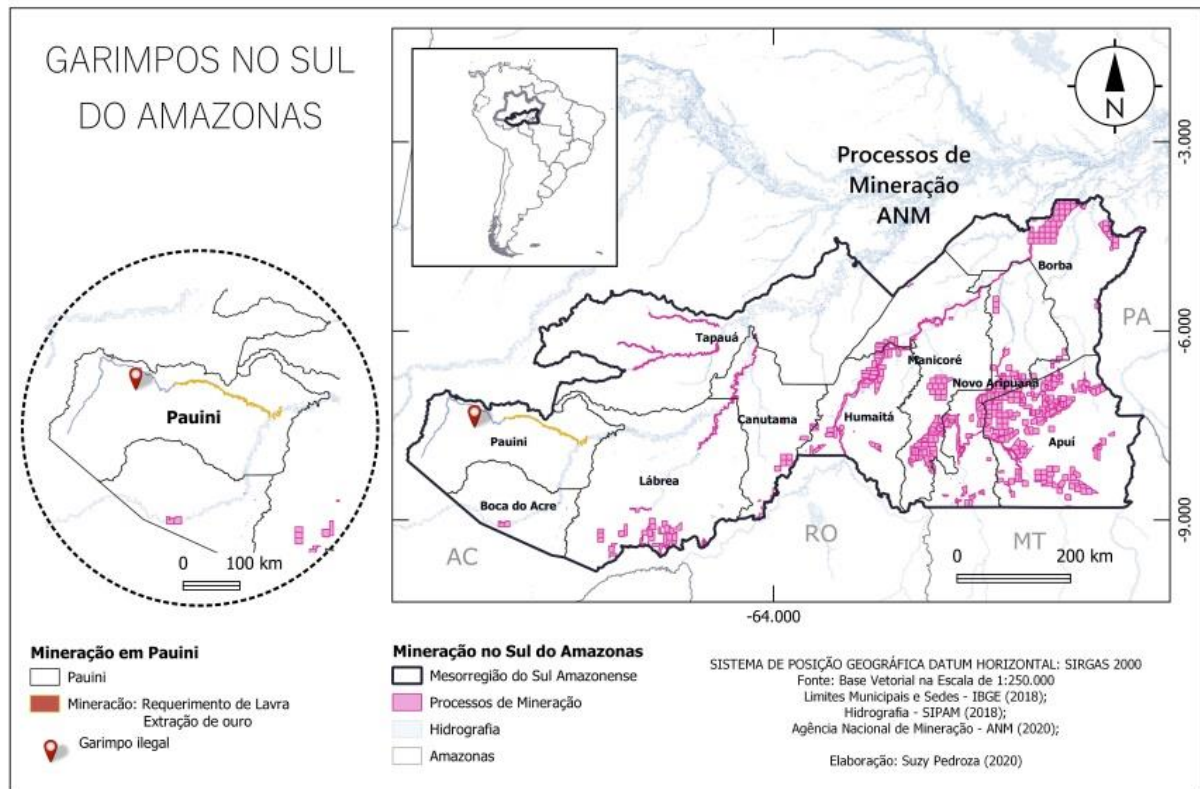 GARIMPOS NO SUL
DO AMAZONAS
Pauini
0 100 km
Processos de
Mineração
ANM
N
-3.000
-6.000
-9.000
-64.000
Borba
PA
Tapauá
Manicoré
Novo Aripuanã
Pauini
Canutama
Humaitá
Apuí
Lábrea
Boca do Acre
AC
RO
MT
0 200 km
Mineração em Pauini
Pauini
Mineracão: Requerimento de Lavra
Extração de ouro
Garimpo ilegal
Mineração no Sul do Amazonas
Mesorregião do Sul Amazonense
Processos de Mineração
Hidrografia
Amazonas
SISTEMA DE POSIÇÃO GEOGRÁFICA DATUM HORIZONTAL: SIRGAS 2000
Fonte: Base Vetorial na Escala de 1:250.000
Limites Municipais e Sedes - IBGE (2018);
Hidrografia - SIPAM (2018);
Agência Nacional de Mineração - ANM (2020);
Elaboração: Suzy Pedroza (2020)